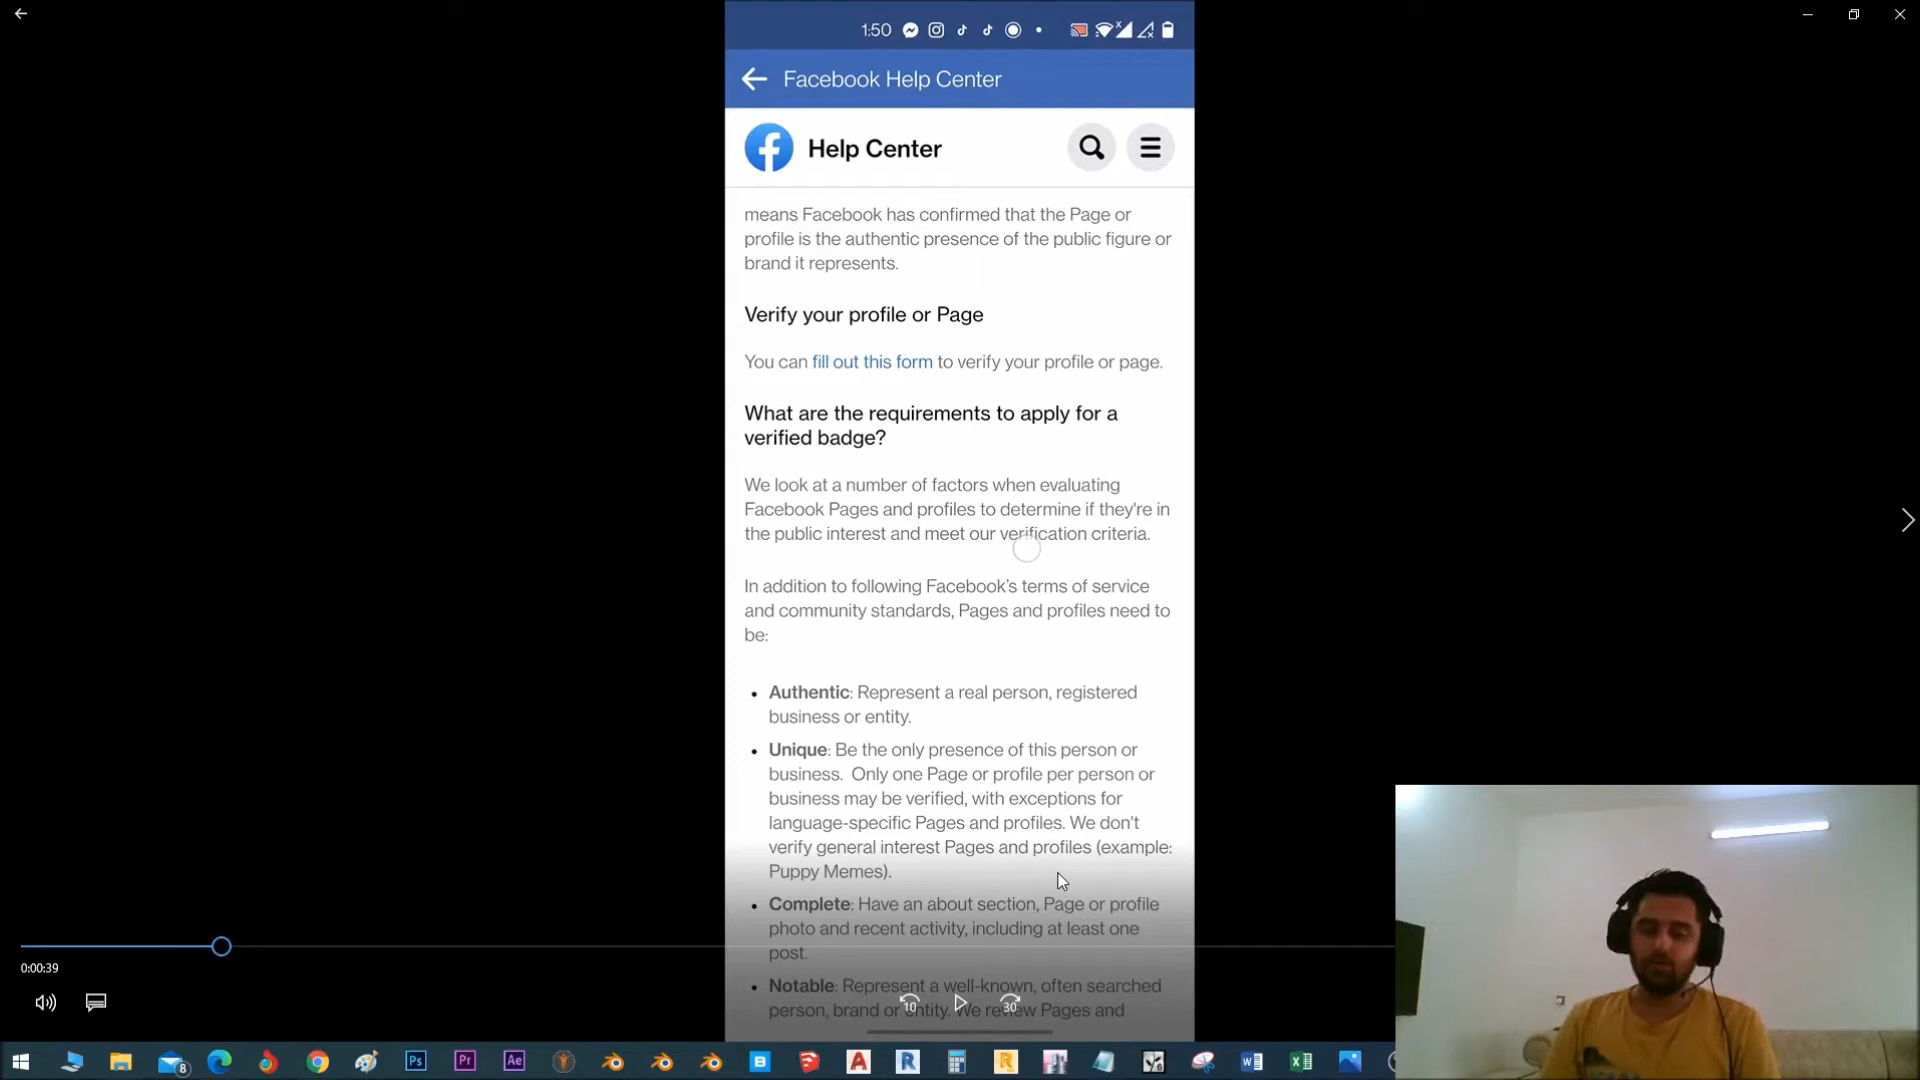 1:50
Facebook Help Center
Help Center
means Facebook has confirmed that the Page or
profile is the authentic presence of the public figure or
brand it represents.
Verify your profile or Page
You can fill out this form to verify your profile or page.
What are the requirements to apply for a
verified badge?
We look at a number of factors when evaluating
Facebook Pages and profiles to determine if they're in
the public interest and meet our verification criteria.
In addition to following Facebook's terms of service
and community standards, Pages and profiles need to
be:
• Authentic: Represent a real person, registered
business or entity.
• Unique: Be the only presence of this person or
business. Only one Page or profile per person or
business may be verified, with exceptions for
language-specific Pages and profiles. We don't
verify general interest Pages and profiles (example:
Puppy Memes).
• Complete: Have an about section, Page or profile
photo and recent activity, including at least one
post.
• Notable: Represent a well-known, often searched
person, brand or entity. We review Pages and
0:00:39
10
30
8
Ps
Pr
Ae
B
A
R
R
6
W
X